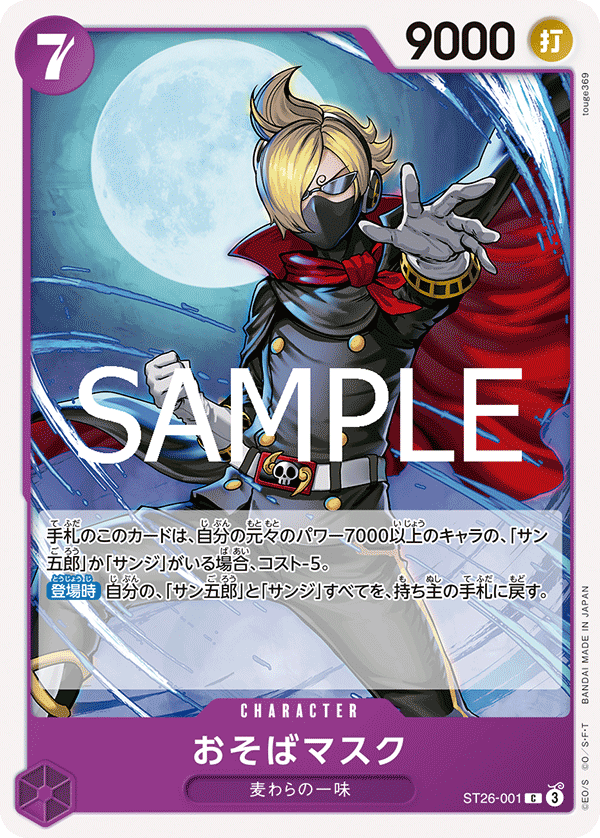 7
9000
打
touge369
SAMPLE
手札のこのカードは、自分の元々のパワー7000以上のキャラの、「サン
五郎」か「サンジ」がいる場合、コスト-5。
登場時 自分の、「サン五郎」と「サンジ」すべてを、持ち主の手札に戻す。
CHARACTER
おそばマスク
麦わらの一味
ST26-001 C 3
©E.O/S. ©O/S・F・T BANDAI MADE IN JAPAN